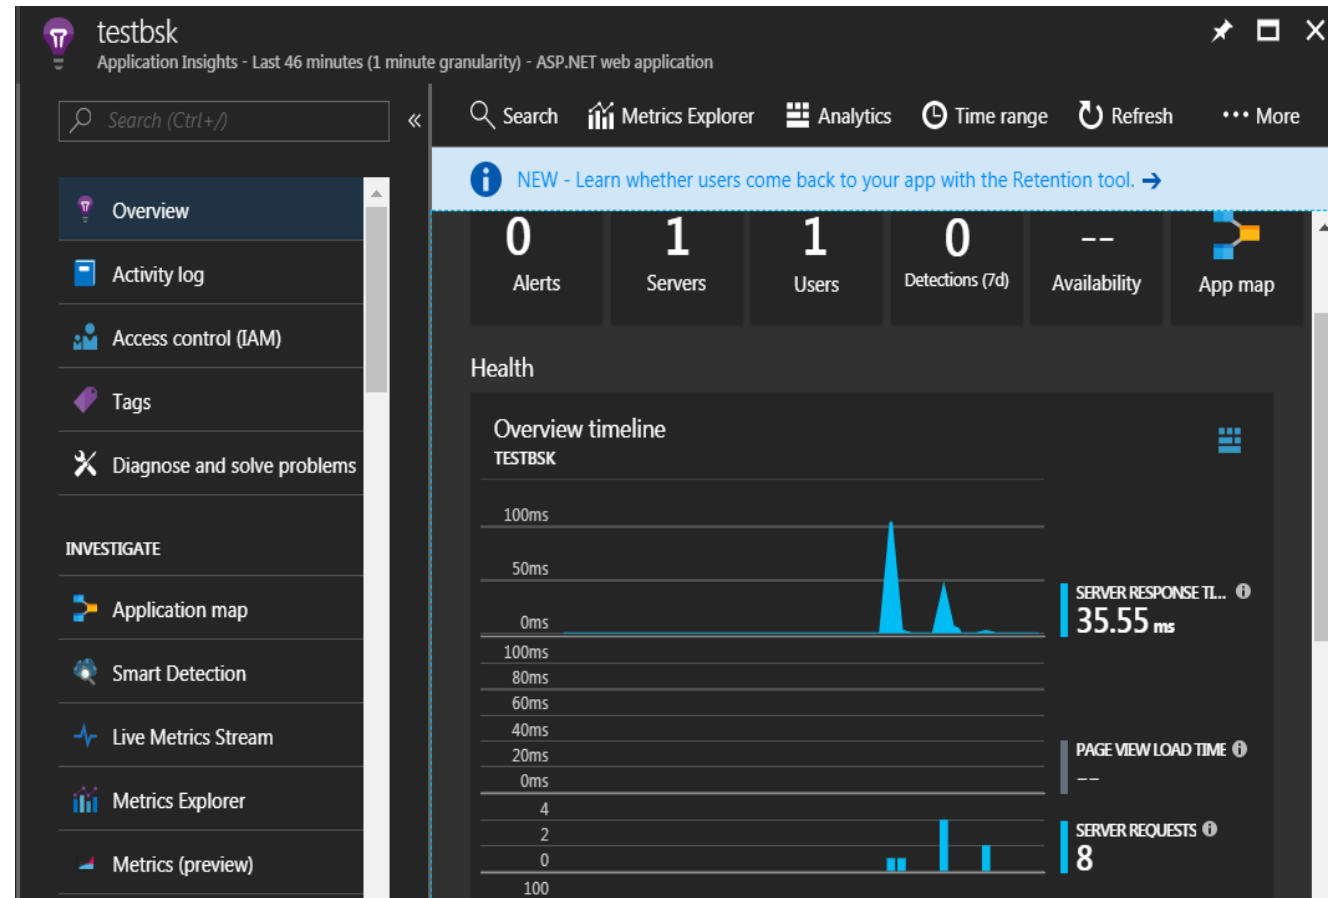 testbsk
Application Insights - Last 46 minutes (1 minute granularity) - ASP.NET web application
Search (Ctrl+/)
«
Overview
Activity log
Access control (IAM)
Tags
Diagnose and solve problems
INVESTIGATE
Application map
Smart Detection
Live Metrics Stream
Metrics Explorer
Metrics (preview)
Search Metrics Explorer Analytics Time range Refresh ··· More
NEW - Learn whether users come back to your app with the Retention tool. →
0 1 1 0 --
Alerts Servers Users Detections (7d) Availability App map
Health
Overview timeline
TESTBSK
100ms
50ms
0ms
SERVER RESPONSE TI...
35.55 ms
100ms
80ms
60ms
40ms
20ms
0ms
PAGE VIEW LOAD TIME
--
4
2
0
SERVER REQUESTS
8
100